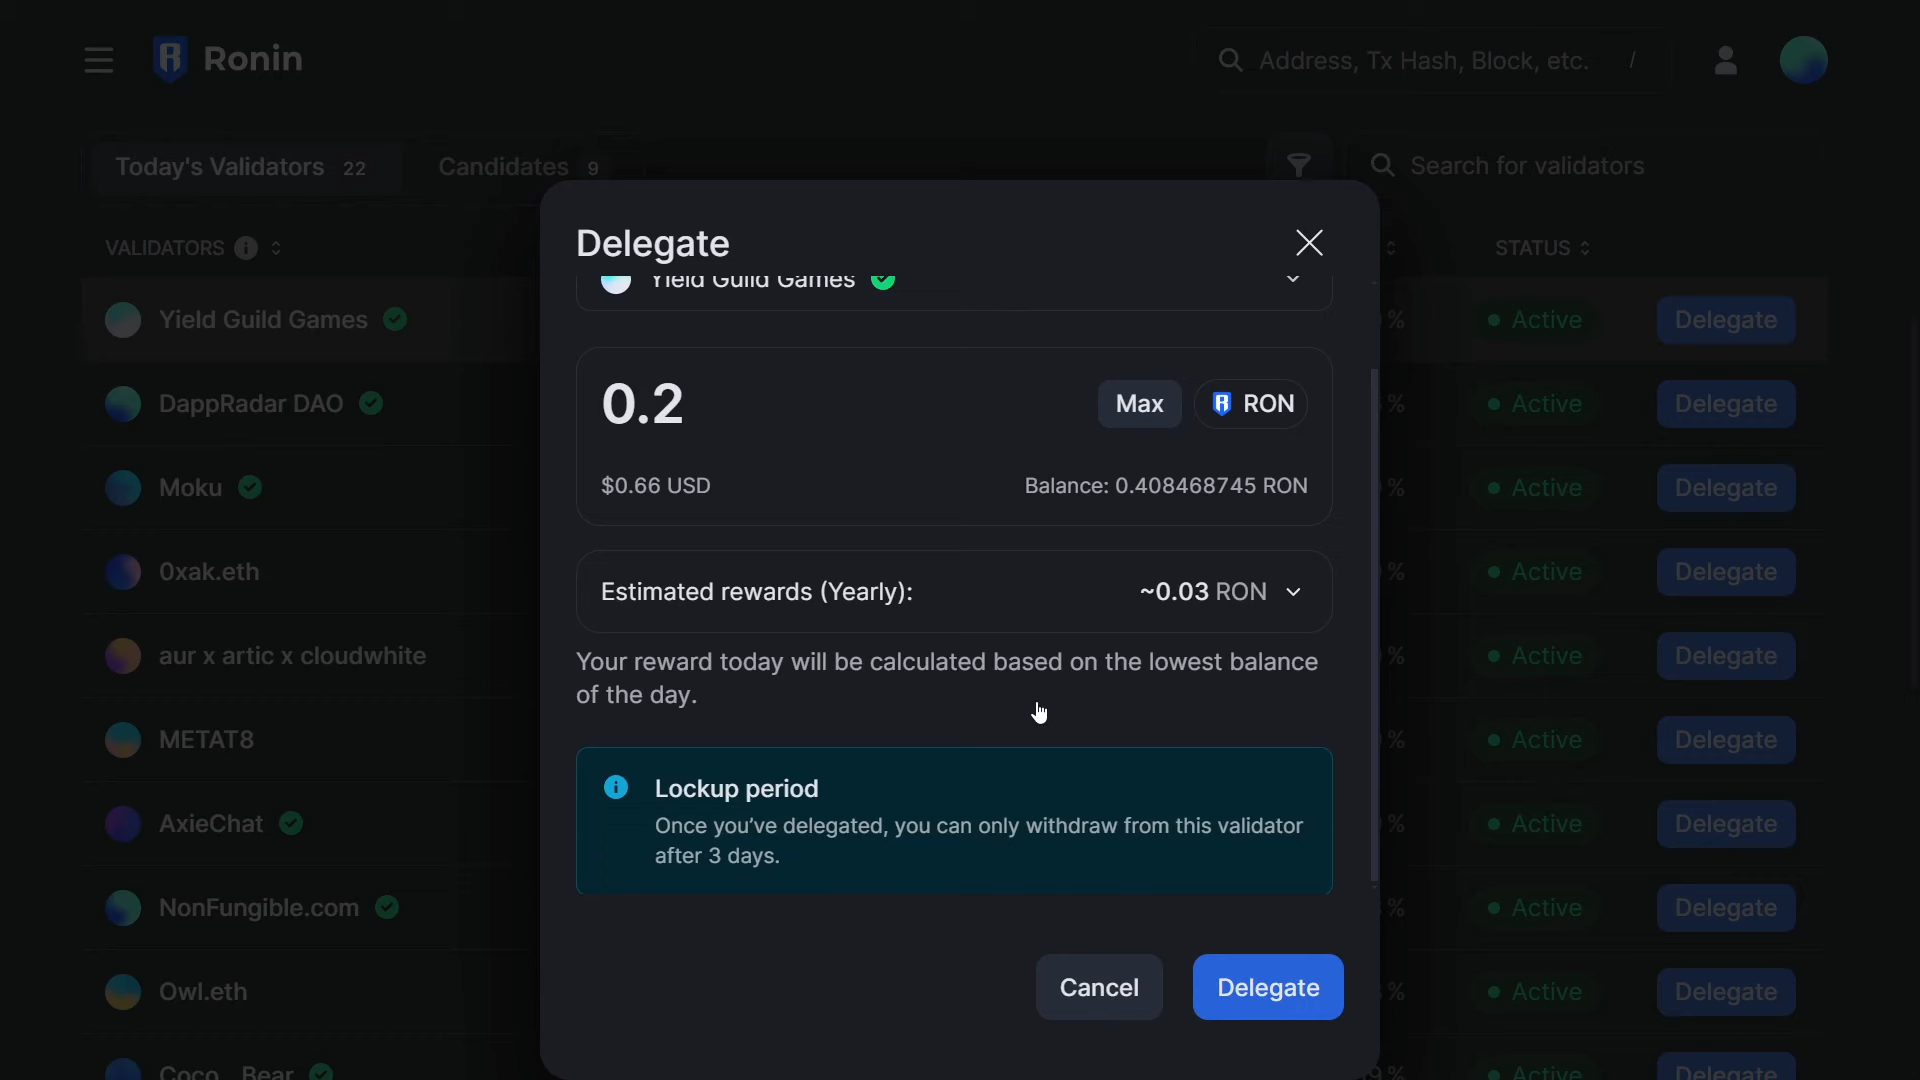 Ronin
Address, Tx Hash, Block, etc. /
Today's Validators 22
Candidates 9
Search for validators
VALIDATORS
STATUS
Delegate
Yield Guild Games
0.2
Max
RON
$0.66 USD
Balance: 0.408468745 RON
Estimated rewards (Yearly):
~0.03 RON
Your reward today will be calculated based on the lowest balance
of the day.
Lockup period
Once you've delegated, you can only withdraw from this validator
after 3 days.
Cancel
Delegate
Yield Guild Games
% Active Delegate
DappRadar DAO
% Active Delegate
Moku
% Active Delegate
0xak.eth
% Active Delegate
aur x artic x cloudwhite
% Active Delegate
METAT8
% Active Delegate
AxieChat
% Active Delegate
NonFungible.com
% Active Delegate
Owl.eth
% Active Delegate
Coco_Bear
% Active Delegate